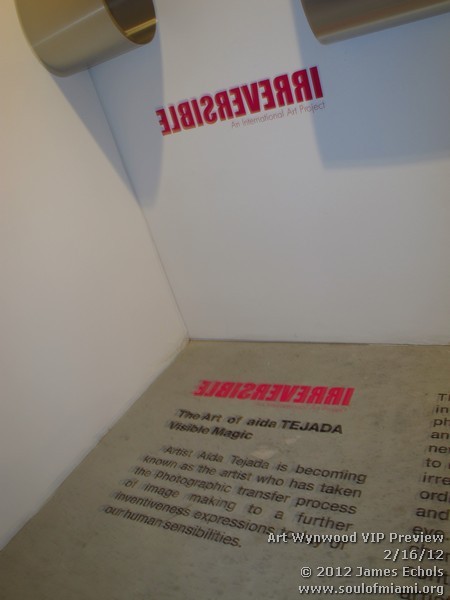 IRREVERSIBLE
An International Art Project
IRREVERSIBLE
The Art of aida TEJADA
Visible Magic
Artist Aida Tejada is becoming
known as the artist who has taken
the photographic transfer process
of image making to a further
inventiveness expressions today of
our human sensibilities.
Art Wynwood VIP Preview
2/16/12
© 2012 James Echols
www.soulofmiami.org